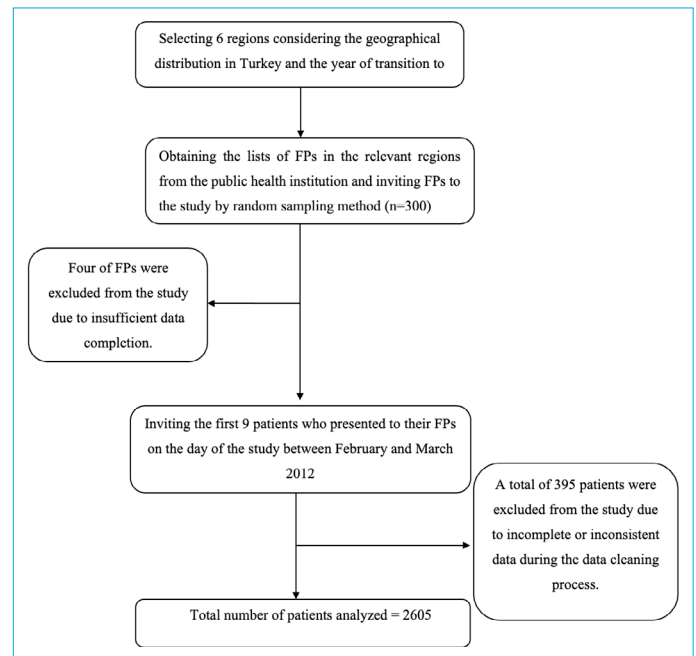 Selecting 6 regions considering the geographical
distribution in Turkey and the year of transition to
Obtaining the lists of FPs in the relevant regions
from the public health institution and inviting FPs to
the study by random sampling method (n=300)
Four of FPs were
excluded from the study
due to insufficient data
completion.
Inviting the first 9 patients who presented to their FPs
on the day of the study between February and March
2012
A total of 395 patients were
excluded from the study due
to incomplete or inconsistent
data during the data cleaning
process.
Total number of patients analyzed = 2605